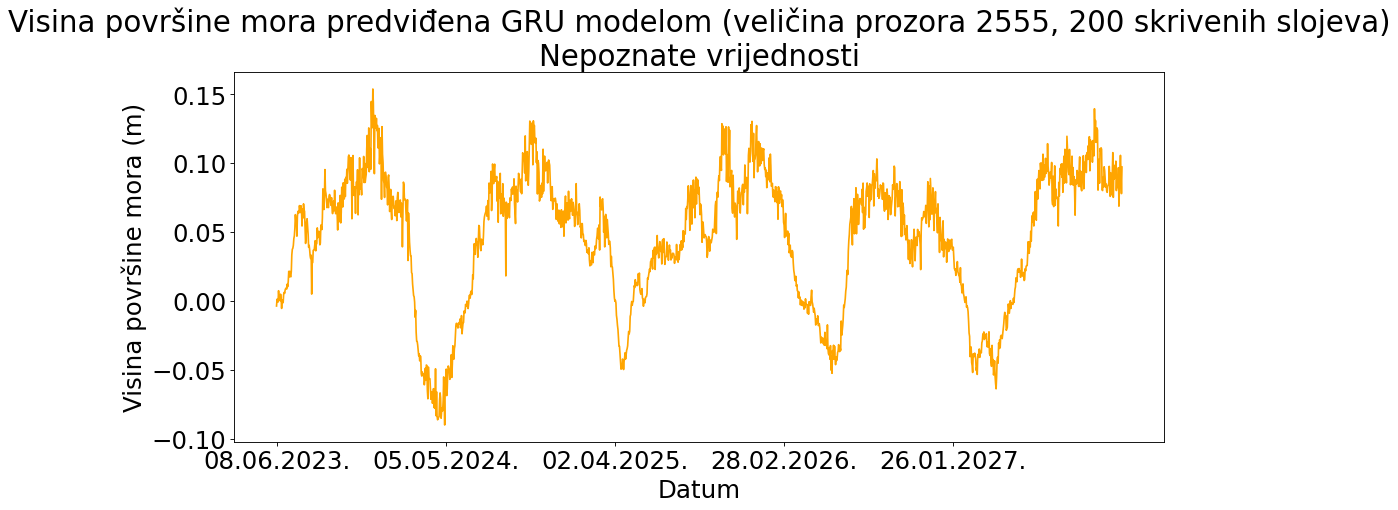 Visina površine mora predviđena GRU modelom (veličina prozora 2555, 200 skrivenih slojeva)
Nepoznate vrijednosti
Visina površine mora (m)
0.15
0.10
0.05
0.00
−0.05
−0.10
08.06.2023. 05.05.2024. 02.04.2025. 28.02.2026. 26.01.2027.
Datum